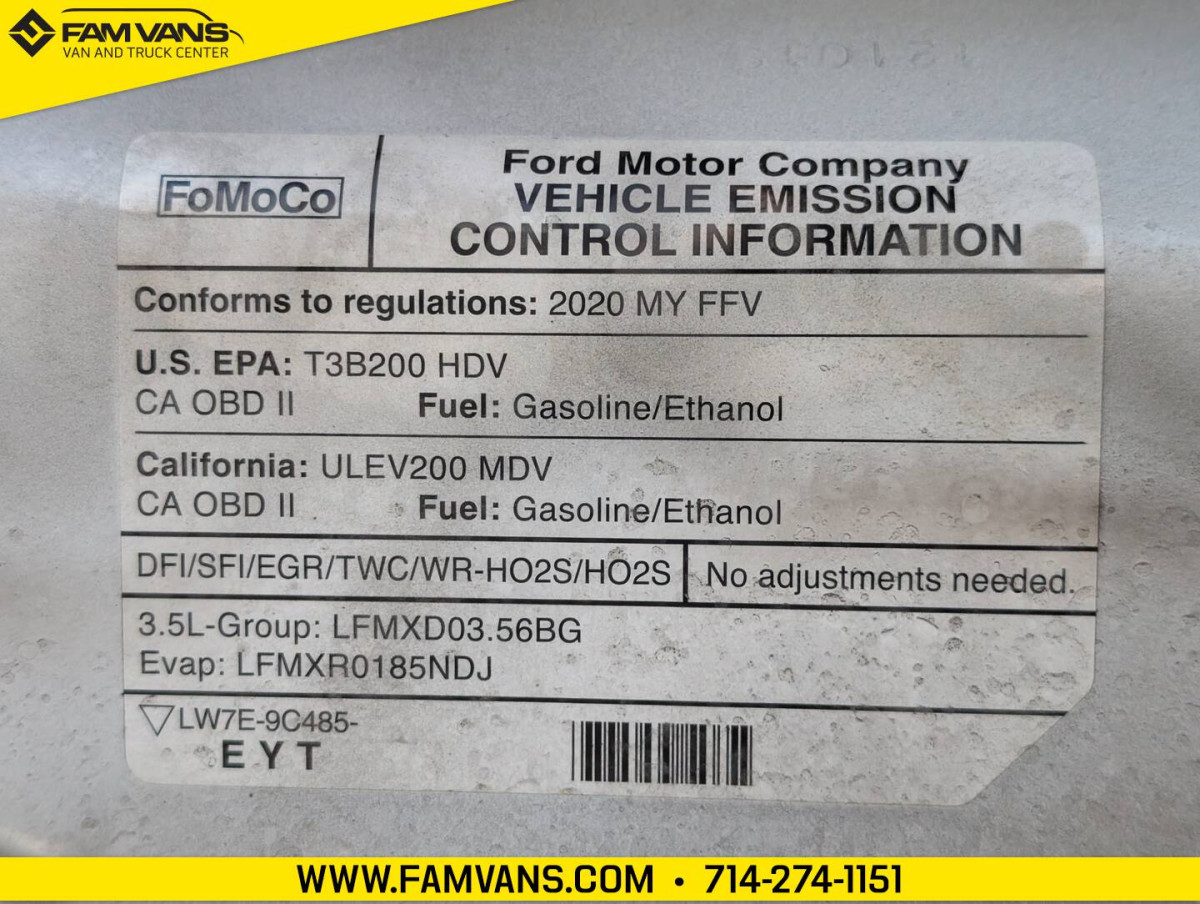 FAM VANS
VAN AND TRUCK CENTER
FoMoCo
Ford Motor Company
VEHICLE EMISSION
CONTROL INFORMATION
Conforms to regulations: 2020 MY FFV
U.S. EPA: T3B200 HDV
CA OBD II Fuel: Gasoline/Ethanol
California: ULEV200 MDV
CA OBD II Fuel: Gasoline/Ethanol
DFI/SFI/EGR/TWC/WR-HO2S/HO2S No adjustments needed.
3.5L-Group: LFMXD03.56BG
Evap: LFMXR0185NDJ
LW7E-9C485-
EYT
WWW.FAMVANS.COM • 714-274-1151